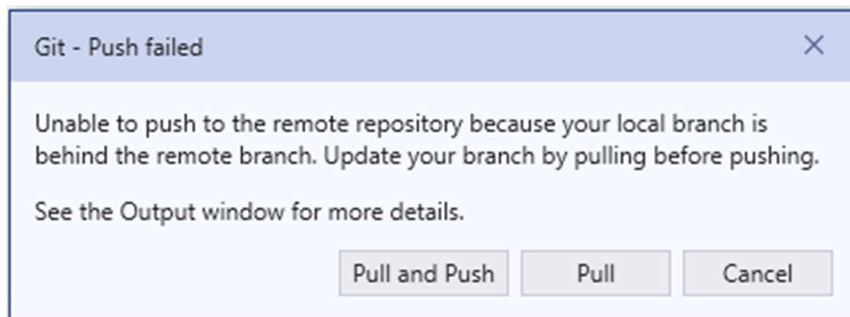 Git - Push failed
Unable to push to the remote repository because your local branch is
behind the remote branch. Update your branch by pulling before pushing.
See the Output window for more details.
Pull and Push Pull Cancel